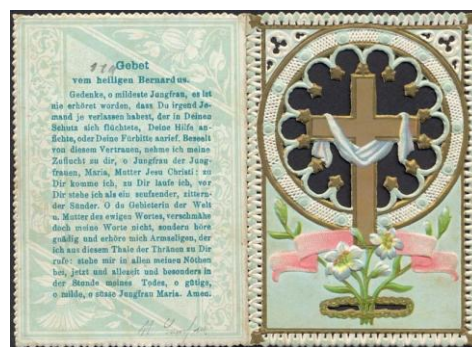 Gebet
vom heiligen Bernardus.
Gedenke, o mildeste Jungfrau, es ist
nie erhöret worden, dass Du irgend Je-
mand je verlassen habest, der in Deinen
Schutz sich flüchtete, Deine Hilfe an-
flehte, oder Deine Fürbitte anrief. Beseelt
von diesem Vertrauen, nehme ich meine
Zuflucht zu dir, o Jungfrau der Jung-
frauen, Maria, Mutter Jesu Christi: zu
Dir komme ich, zu Dir laufe ich, vor
Dir stehe ich als ein seufzender, zittern-
der Sünder. O du Gebieterin der Welt
u. Mutter des ewigen Wortes, verschmähe
doch meine Worte nicht, sondern höre
gnädig und erhöre mich Armseligen, der
ich aus diesem Thale der Thränen zu Dir
rufe: stehe mir in allen meinen Nöthen
bei, jetzt und allezeit und besonders in
der Stunde meines Todes, o gütige,
o milde, o süsse Jungfrau Maria. Amen.